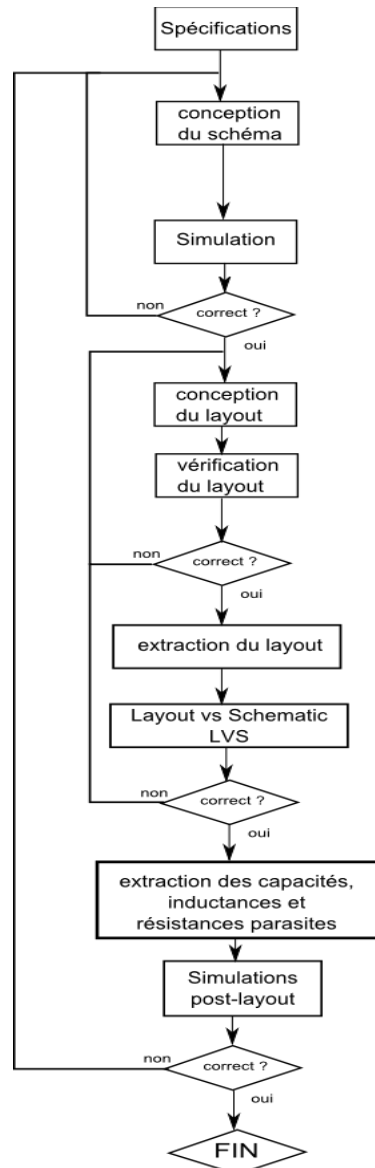 Spécifications
conception
du schéma
Simulation
non
correct ?
oui
conception
du layout
vérification
du layout
non
correct ?
oui
extraction du layout
Layout vs Schematic
LVS
non
correct ?
oui
extraction des capacités,
inductances et
résistances parasites
Simulations
post-layout
non
correct ?
oui
FIN